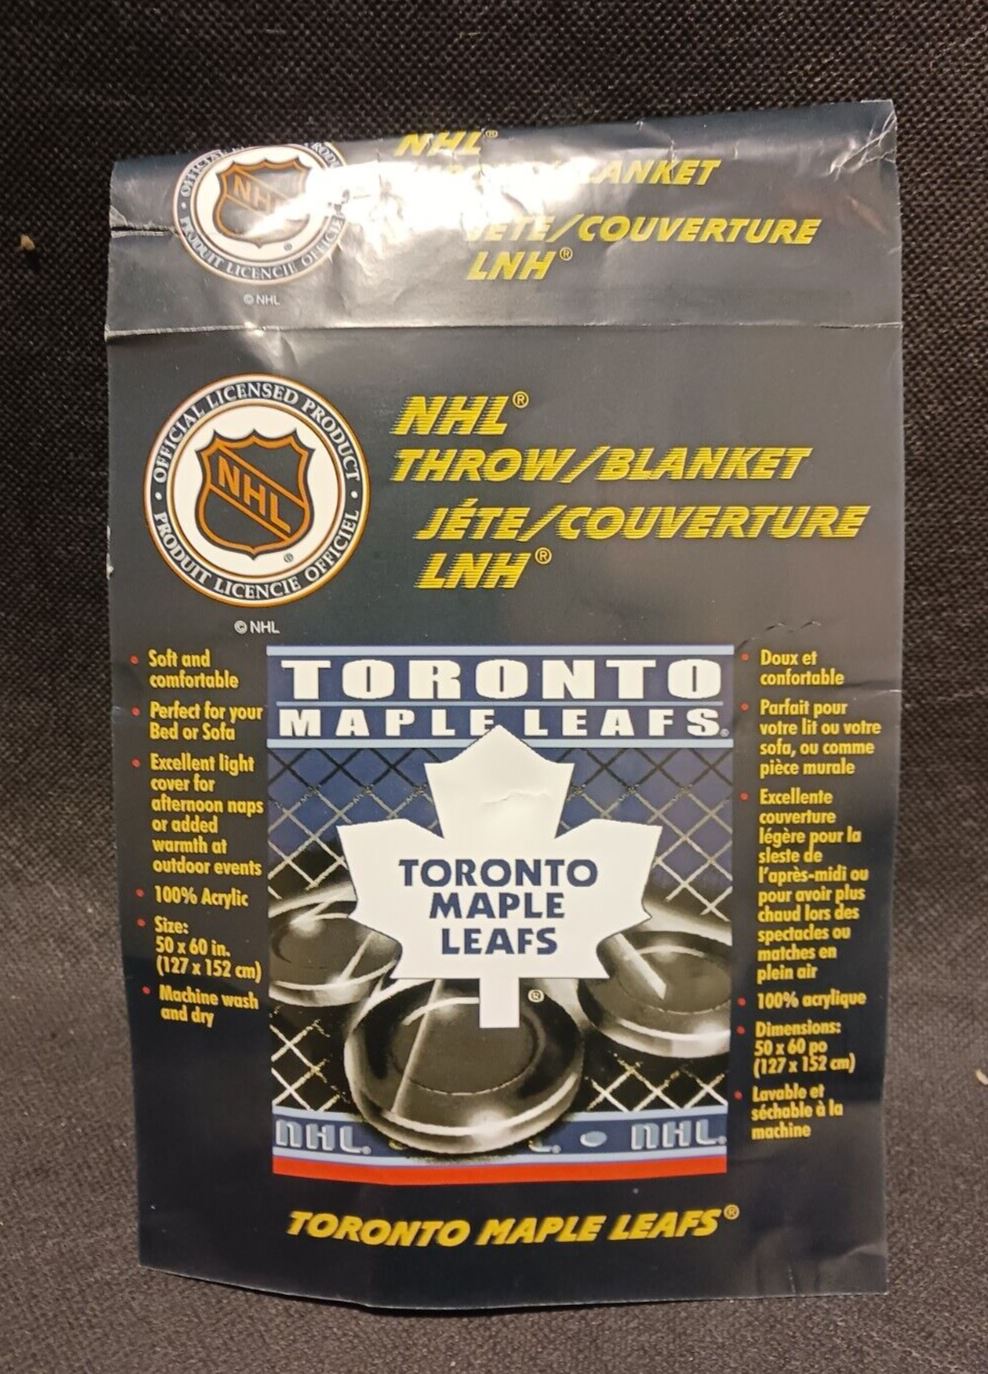 OFFICIAL
PRODUIT LICENCIE OFFICIEL
NHL
®
© NHL
NHL®
JÉTE/COUVERTURE
LNH®
OFFICIAL LICENSED PRODUCT
PRODUIT LICENCIE OFFICIEL
NHL
®
© NHL
NHL®
THROW/BLANKET
JÉTE/COUVERTURE
LNH®
• Soft and
comfortable
• Perfect for your
Bed or Sofa
• Excellent light
cover for
afternoon naps
or added
warmth at
outdoor events
• 100% Acrylic
• Size:
50 x 60 in.
(127 x 152 cm)
• Machine wash
and dry
TORONTO
MAPLE LEAFS®
TORONTO
MAPLE
LEAFS
®
NHL. • NHL.
• Doux et
confortable
• Parfait pour
votre lif ou votre
sofa, ou comme
pièce murale
• Excellente
couverture
légère pour la
sieste de
l'après-midi ou
pour avoir plus
chaud lors des
spectacles ou
matches en
plein air
• 100% acrylique
• Dimensions:
50 x 60 po
(127 x 152 cm)
• Lavable et
séchable à la
machine
TORONTO MAPLE LEAFS®